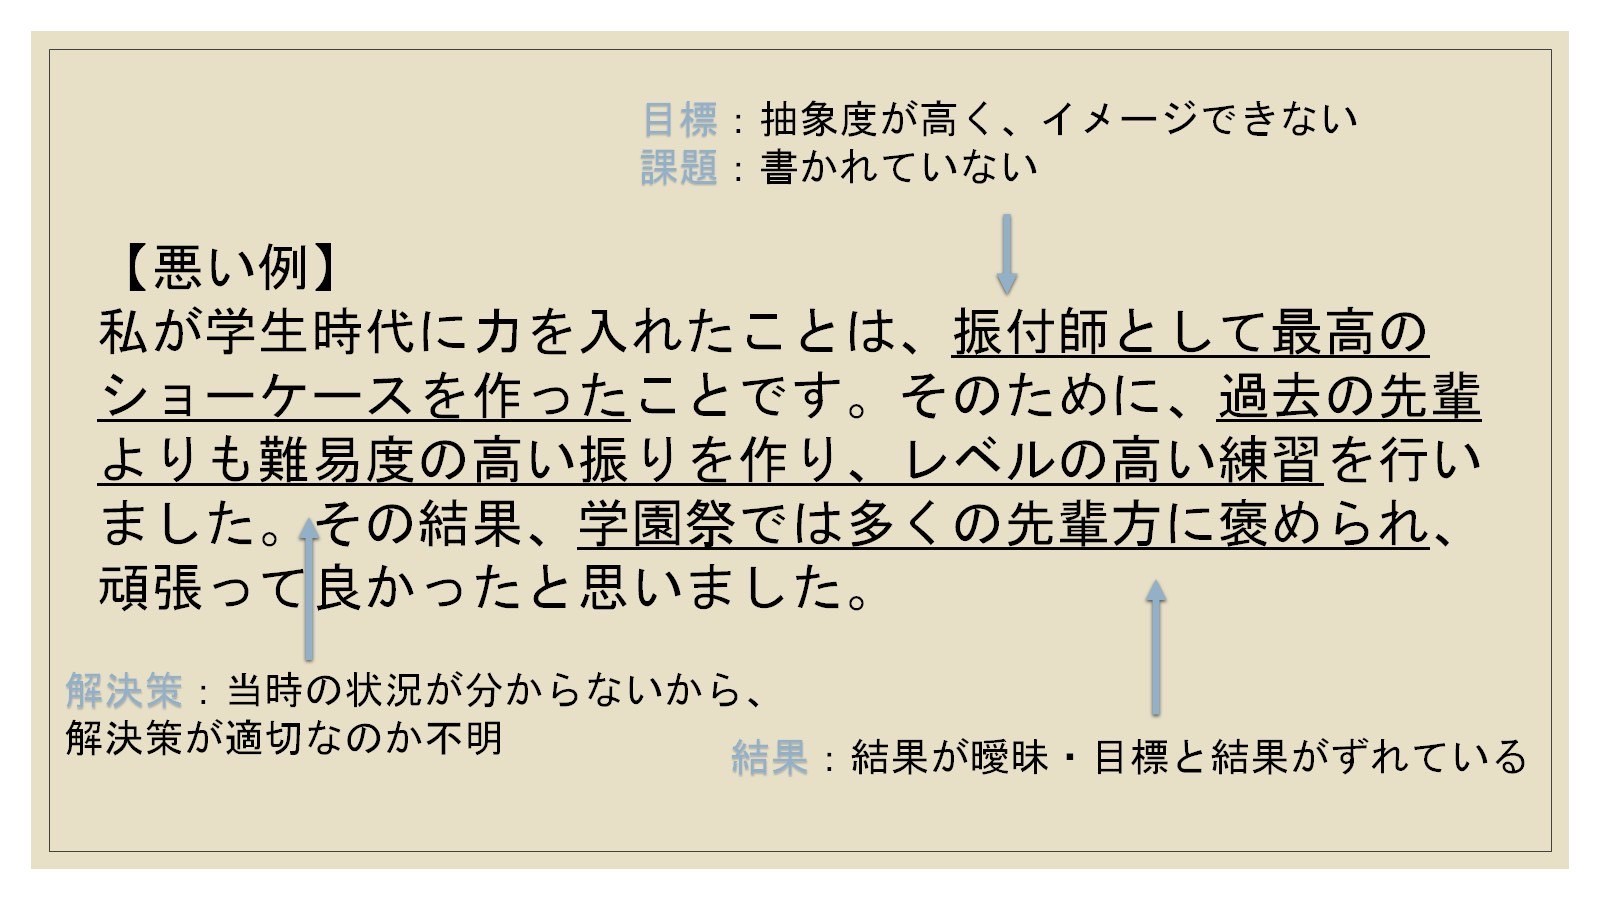 目標：抽象度が高く、イメージできない
課題：書かれていない
【悪い例】
私が学生時代に力を入れたことは、振付師として最高の
ショーケースを作ったことです。そのために、過去の先輩
よりも難易度の高い振りを作り、レベルの高い練習を行い
ました。その結果、学園祭では多くの先輩方に褒められ、
頑張って良かったと思いました。
解決策：当時の状況が分からないから、
解決策が適切なのか不明
結果：結果が曖昧・目標と結果がずれている